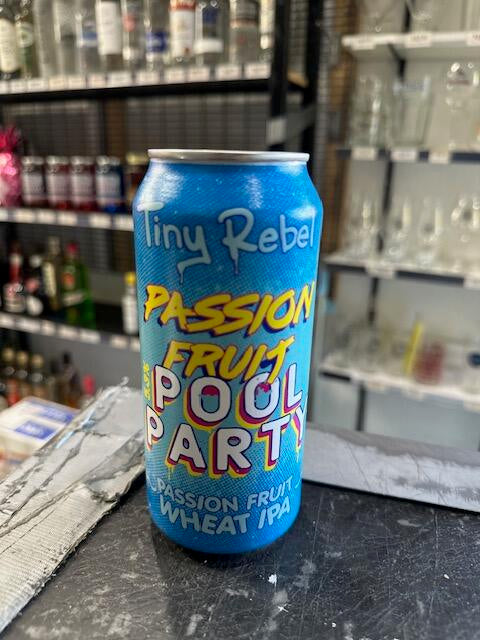 Tiny Rebel
PASSION
FRUIT
POOL
PARTY
PASSION FRUIT
WHEAT IPA